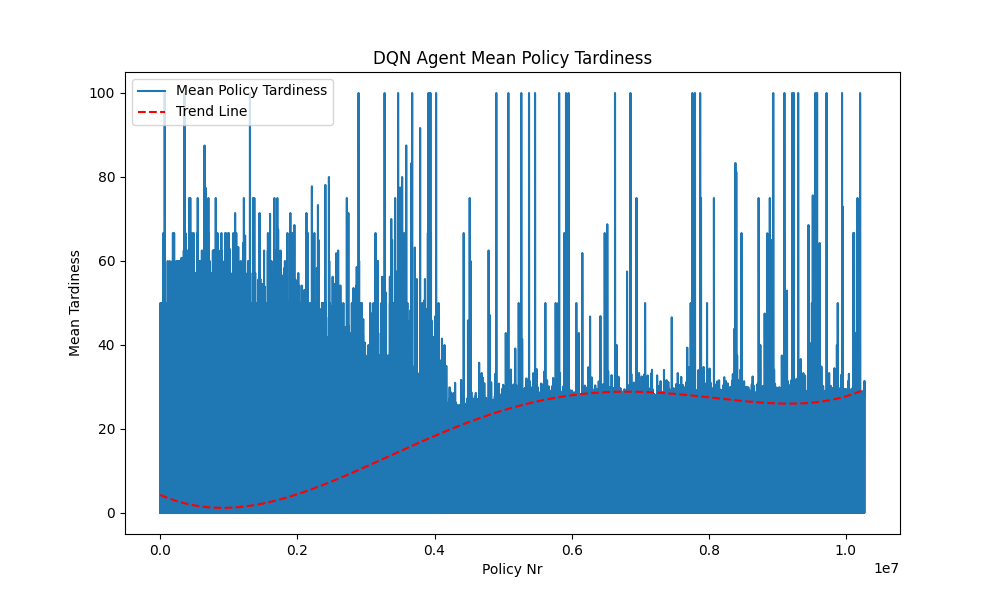 DQN Agent Mean Policy Tardiness
Mean Policy Tardiness
Trend Line
100
80
60
40
20
0
Mean Tardiness
0.0 0.2 0.4 0.6 0.8 1.0
1e7
Policy Nr